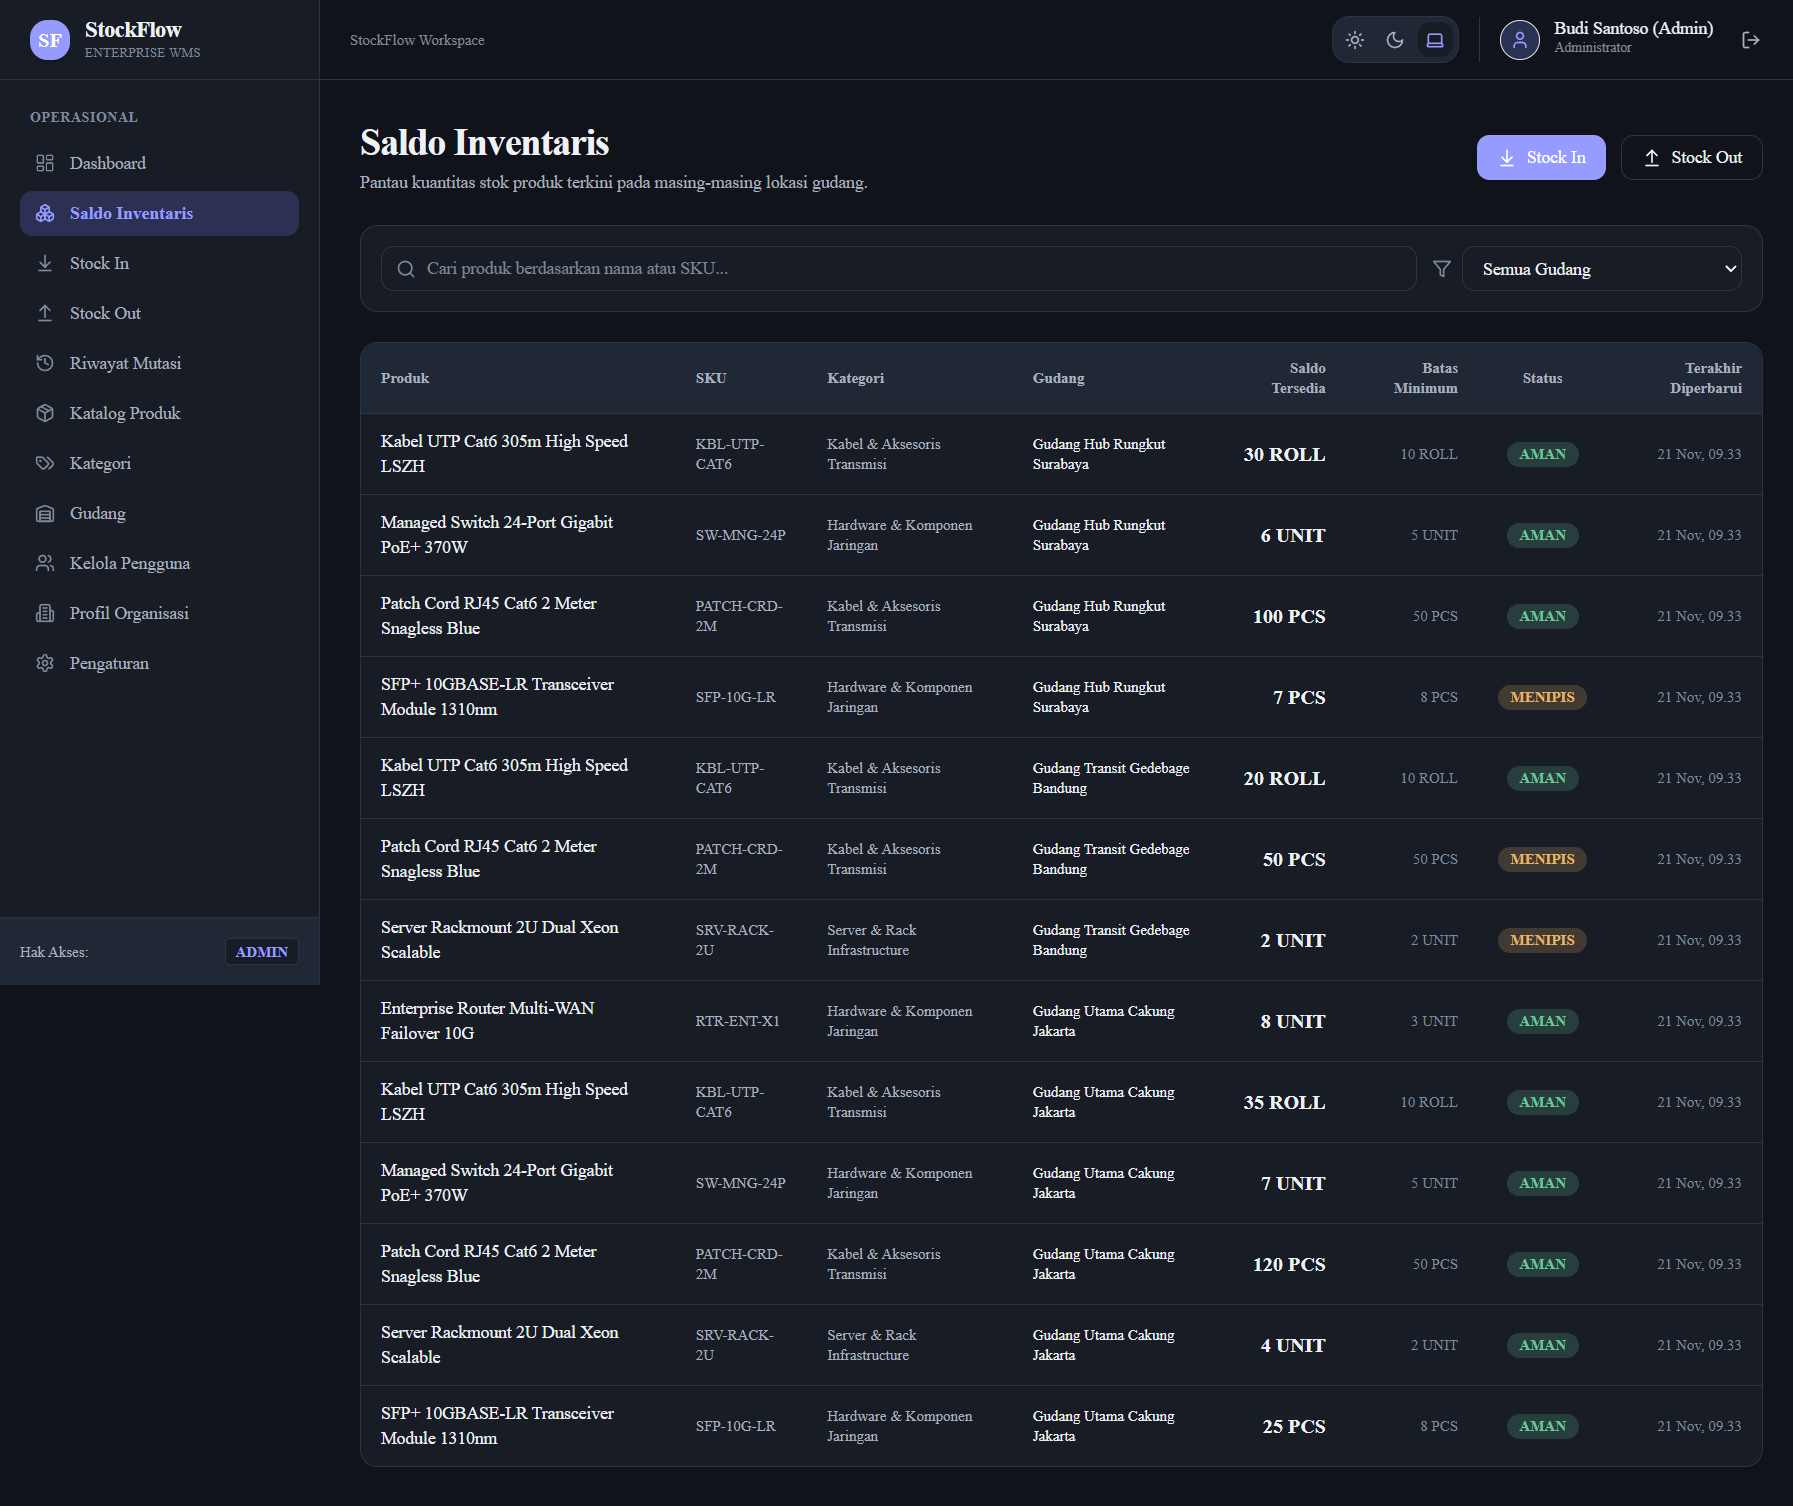 SF
StockFlow
ENTERPRISE WMS
StockFlow Workspace
Budi Santoso (Admin)
Administrator
OPERASIONAL
Dashboard
Saldo Inventaris
Stock In
Stock Out
Riwayat Mutasi
Katalog Produk
Kategori
Gudang
Kelola Pengguna
Profil Organisasi
Pengaturan
Hak Akses: ADMIN
Saldo Inventaris
Pantau kuantitas stok produk terkini pada masing-masing lokasi gudang.
Stock In
Stock Out
Cari produk berdasarkan nama atau SKU...
Semua Gudang
Produk
SKU
Kategori
Gudang
Saldo
Tersedia
Batas
Minimum
Status
Terakhir
Diperbarui
Kabel UTP Cat6 305m High Speed
LSZH
KBL-UTP-
CAT6
Kabel & Aksesoris
Transmisi
Gudang Hub Rungkut
Surabaya
30 ROLL
10 ROLL
AMAN
21 Nov, 09.33
Managed Switch 24-Port Gigabit
PoE+ 370W
SW-MNG-24P
Hardware & Komponen
Jaringan
Gudang Hub Rungkut
Surabaya
6 UNIT
5 UNIT
AMAN
21 Nov, 09.33
Patch Cord RJ45 Cat6 2 Meter
Snagless Blue
PATCH-CRD-
2M
Kabel & Aksesoris
Transmisi
Gudang Hub Rungkut
Surabaya
100 PCS
50 PCS
AMAN
21 Nov, 09.33
SFP+ 10GBASE-LR Transceiver
Module 1310nm
SFP-10G-LR
Hardware & Komponen
Jaringan
Gudang Hub Rungkut
Surabaya
7 PCS
8 PCS
MENIPIS
21 Nov, 09.33
Kabel UTP Cat6 305m High Speed
LSZH
KBL-UTP-
CAT6
Kabel & Aksesoris
Transmisi
Gudang Transit Gedebage
Bandung
20 ROLL
10 ROLL
AMAN
21 Nov, 09.33
Patch Cord RJ45 Cat6 2 Meter
Snagless Blue
PATCH-CRD-
2M
Kabel & Aksesoris
Transmisi
Gudang Transit Gedebage
Bandung
50 PCS
50 PCS
MENIPIS
21 Nov, 09.33
Server Rackmount 2U Dual Xeon
Scalable
SRV-RACK-
2U
Server & Rack
Infrastructure
Gudang Transit Gedebage
Bandung
2 UNIT
2 UNIT
MENIPIS
21 Nov, 09.33
Enterprise Router Multi-WAN
Failover 10G
RTR-ENT-X1
Hardware & Komponen
Jaringan
Gudang Utama Cakung
Jakarta
8 UNIT
3 UNIT
AMAN
21 Nov, 09.33
Kabel UTP Cat6 305m High Speed
LSZH
KBL-UTP-
CAT6
Kabel & Aksesoris
Transmisi
Gudang Utama Cakung
Jakarta
35 ROLL
10 ROLL
AMAN
21 Nov, 09.33
Managed Switch 24-Port Gigabit
PoE+ 370W
SW-MNG-24P
Hardware & Komponen
Jaringan
Gudang Utama Cakung
Jakarta
7 UNIT
5 UNIT
AMAN
21 Nov, 09.33
Patch Cord RJ45 Cat6 2 Meter
Snagless Blue
PATCH-CRD-
2M
Kabel & Aksesoris
Transmisi
Gudang Utama Cakung
Jakarta
120 PCS
50 PCS
AMAN
21 Nov, 09.33
Server Rackmount 2U Dual Xeon
Scalable
SRV-RACK-
2U
Server & Rack
Infrastructure
Gudang Utama Cakung
Jakarta
4 UNIT
2 UNIT
AMAN
21 Nov, 09.33
SFP+ 10GBASE-LR Transceiver
Module 1310nm
SFP-10G-LR
Hardware & Komponen
Jaringan
Gudang Utama Cakung
Jakarta
25 PCS
8 PCS
AMAN
21 Nov, 09.33